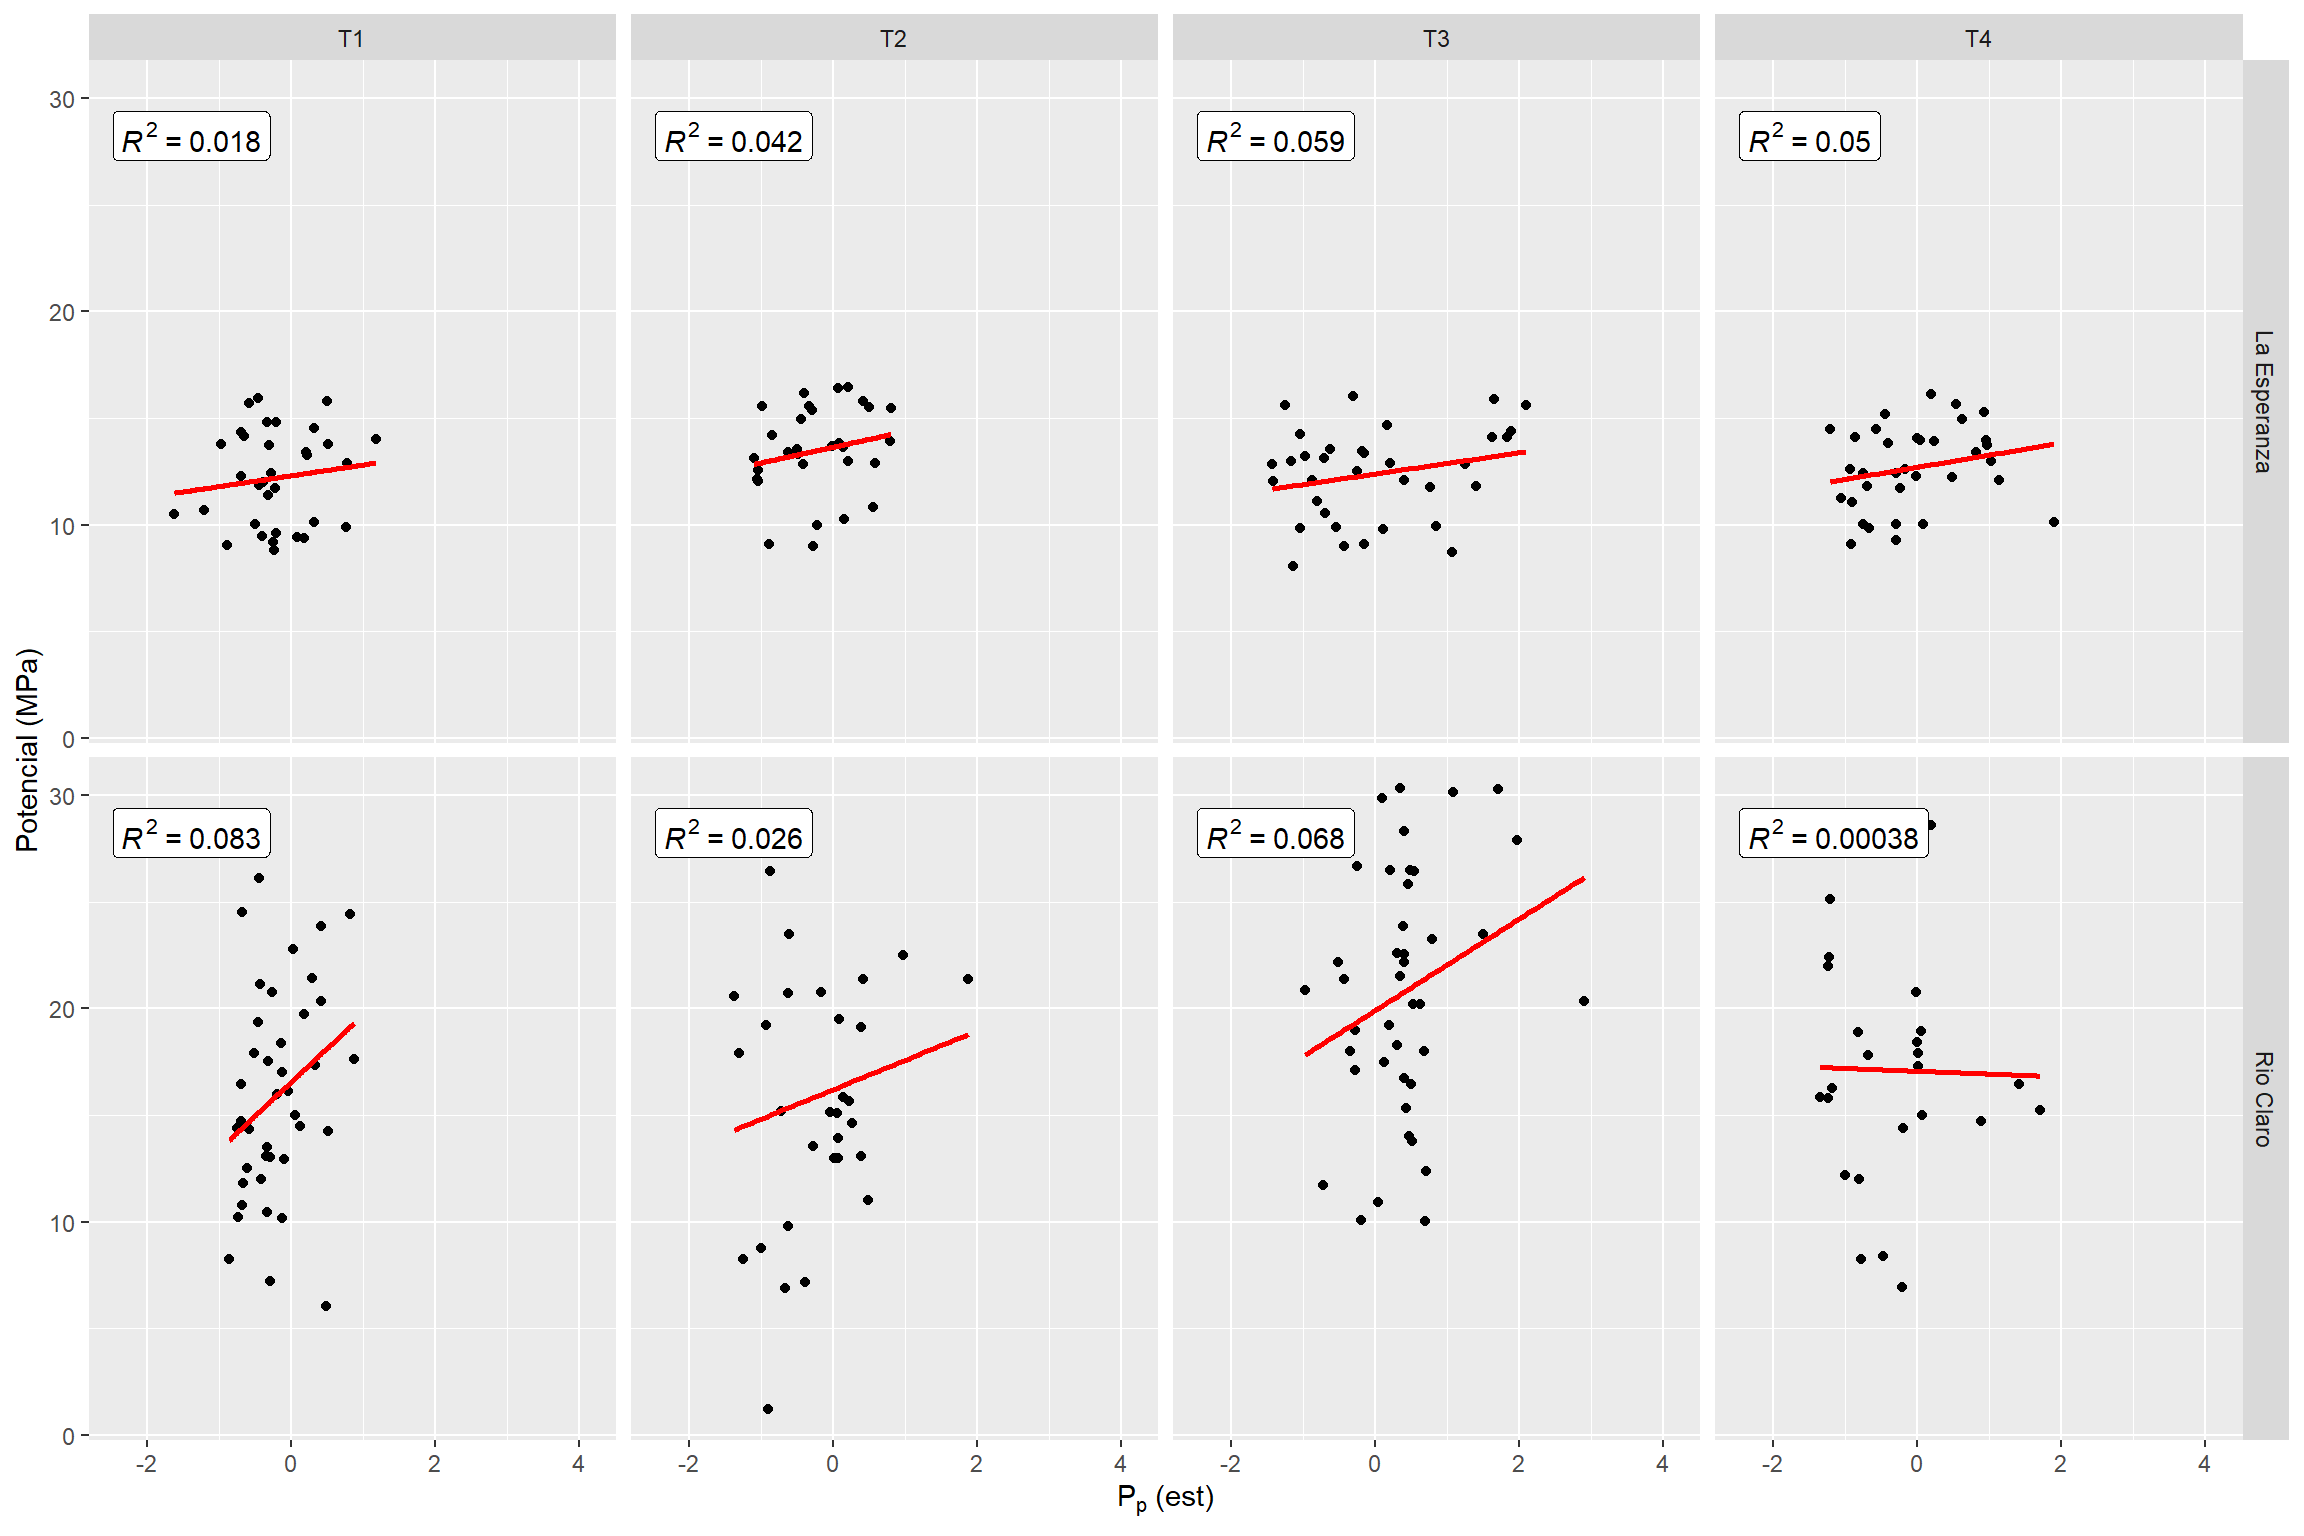 T1 T2 T3 T4
30
R² = 0.018 R² = 0.042 R² = 0.059 R² = 0.05
20
10
0
La Esperanza
Potencial (MPa)
30
R² = 0.083 R² = 0.026 R² = 0.068 R² = 0.00038
20
10
0
Rio Claro
-2 0 2 4 -2 0 2 4 -2 0 2 4 -2 0 2 4
Pₚ (est)